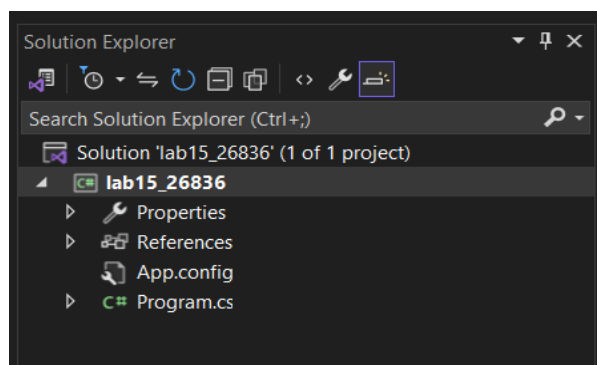 Solution Explorer
Search Solution Explorer (Ctrl+;)
Solution 'lab15_26836' (1 of 1 project)
C# lab15_26836
Properties
References
App.config
C# Program.cs